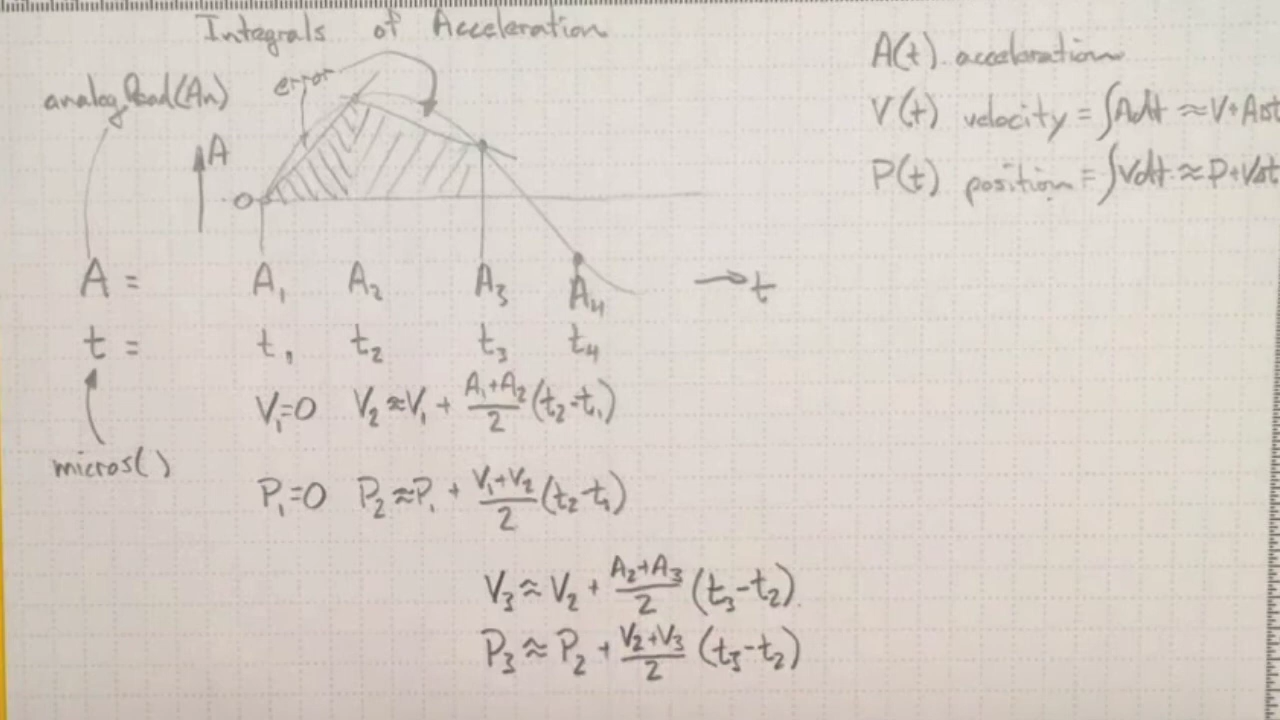 Integrals of Acceleration
A(t) acceleration
analogRead(An)
error
V(t) velocity = ∫Adt ≈ V+AΔt
A
P(t) position = ∫Vdt ≈ P+VΔt
0
A = A₁ A₂ A₃ A₄ → t
t = t₁ t₂ t₃ t₄
V₁=0 V₂≈V₁ + (A₁+A₂)/2 (t₂-t₁)
micros()
P₁=0 P₂≈P₁ + (V₁+V₂)/2 (t₂-t₁)
V₃ ≈ V₂ + (A₂+A₃)/2 (t₃-t₂)
P₃ ≈ P₂ + (V₂+V₃)/2 (t₃-t₂)